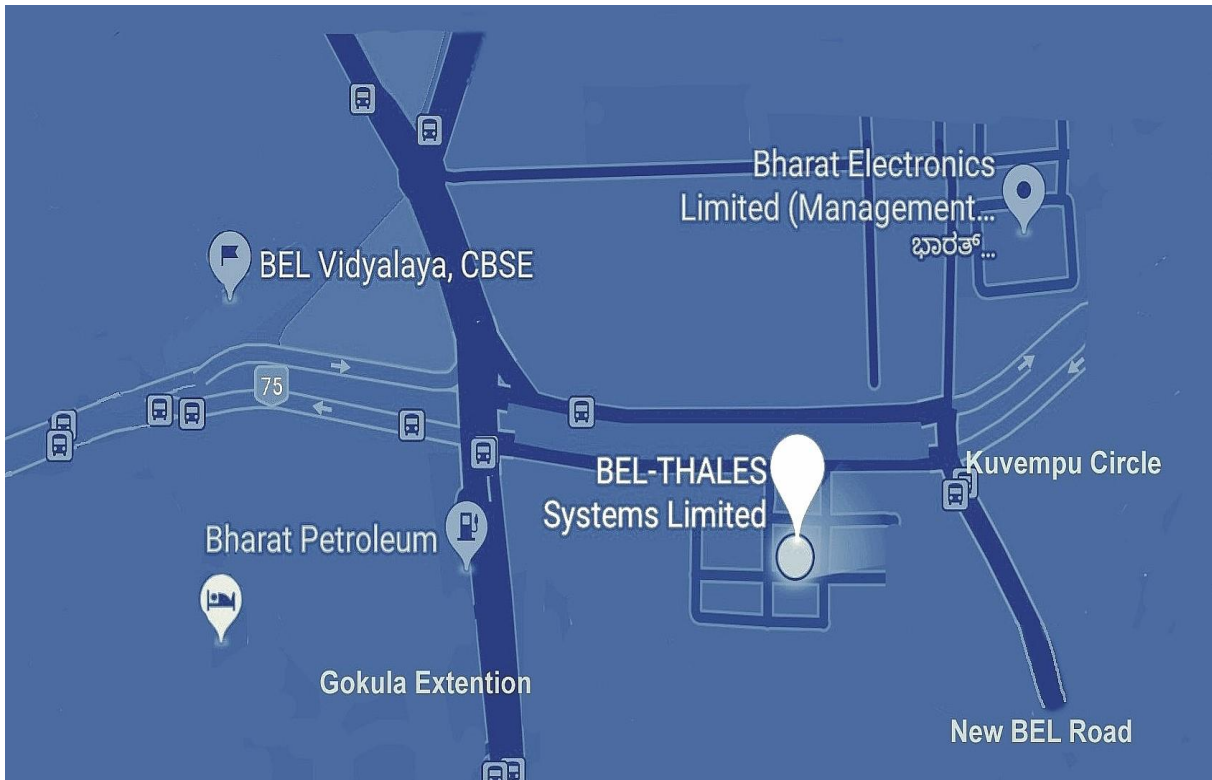 Bharat Electronics
Limited (Management...
ಭಾರತ್...
BEL Vidyalaya, CBSE
75
BEL-THALES
Systems Limited
Kuvempu Circle
Bharat Petroleum
Gokula Extention
New BEL Road